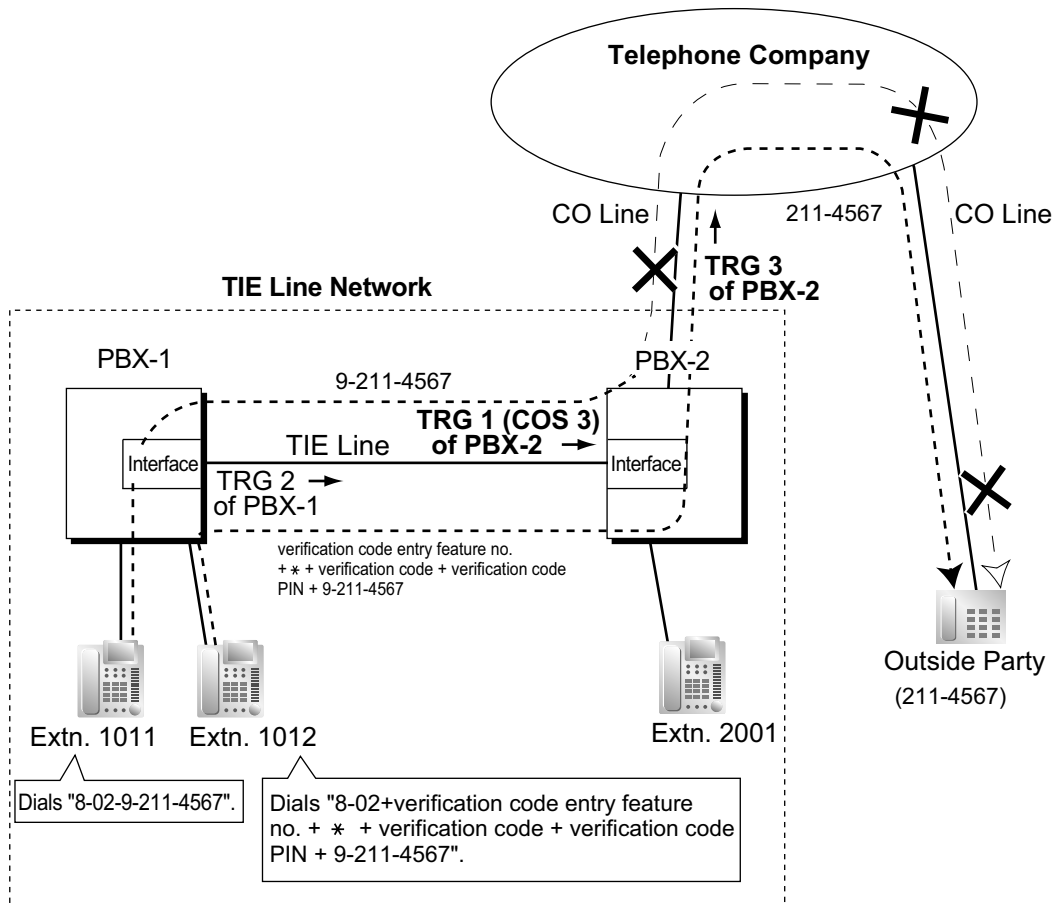 Telephone Company
CO Line
211-4567
CO Line
TRG 3
of PBX-2
TIE Line Network
PBX-1
PBX-2
9-211-4567
TRG 1 (COS 3)
of PBX-2
TIE Line
Interface
Interface
TRG 2
of PBX-1
verification code entry feature no.
+ * + verification code + verification code
PIN + 9-211-4567
Outside Party
(211-4567)
Extn. 1011
Extn. 1012
Extn. 2001
Dials "8-02-9-211-4567".
Dials "8-02+verification code entry feature
no. + * + verification code + verification code
PIN + 9-211-4567".